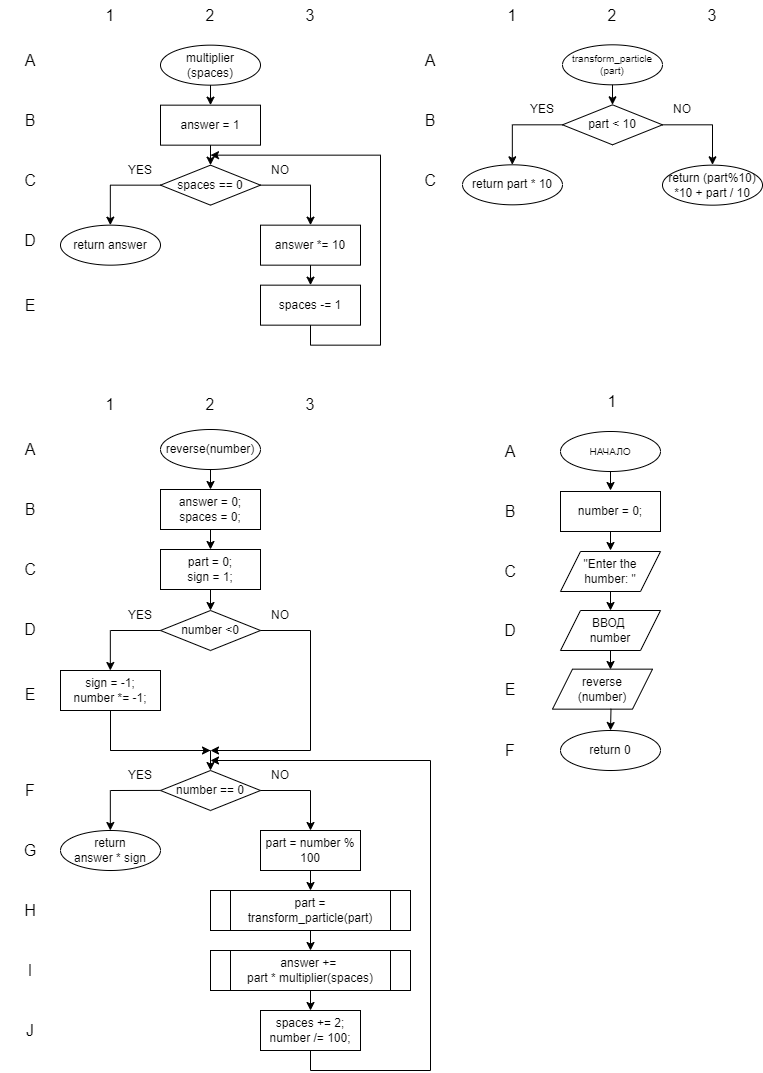 1 2 3
A
multiplier
(spaces)
B
answer = 1
C
YES
spaces == 0
NO
D
return answer
answer *= 10
E
spaces -= 1
1 2 3
A
transform_particle
(part)
B
YES
part < 10
NO
C
return part * 10
return (part%10)
*10 + part / 10
1 2 3
A
reverse(number)
B
answer = 0;
spaces = 0;
C
part = 0;
sign = 1;
D
YES
number <0
NO
E
sign = -1;
number *= -1;
F
YES
number == 0
NO
G
return
answer * sign
part = number %
100
H
part =
transform_particle(part)
I
answer +=
part * multiplier(spaces)
J
spaces += 2;
number /= 100;
1
A
НАЧАЛО
B
number = 0;
C
"Enter the
humber: "
D
ВВОД
number
E
reverse
(number)
F
return 0